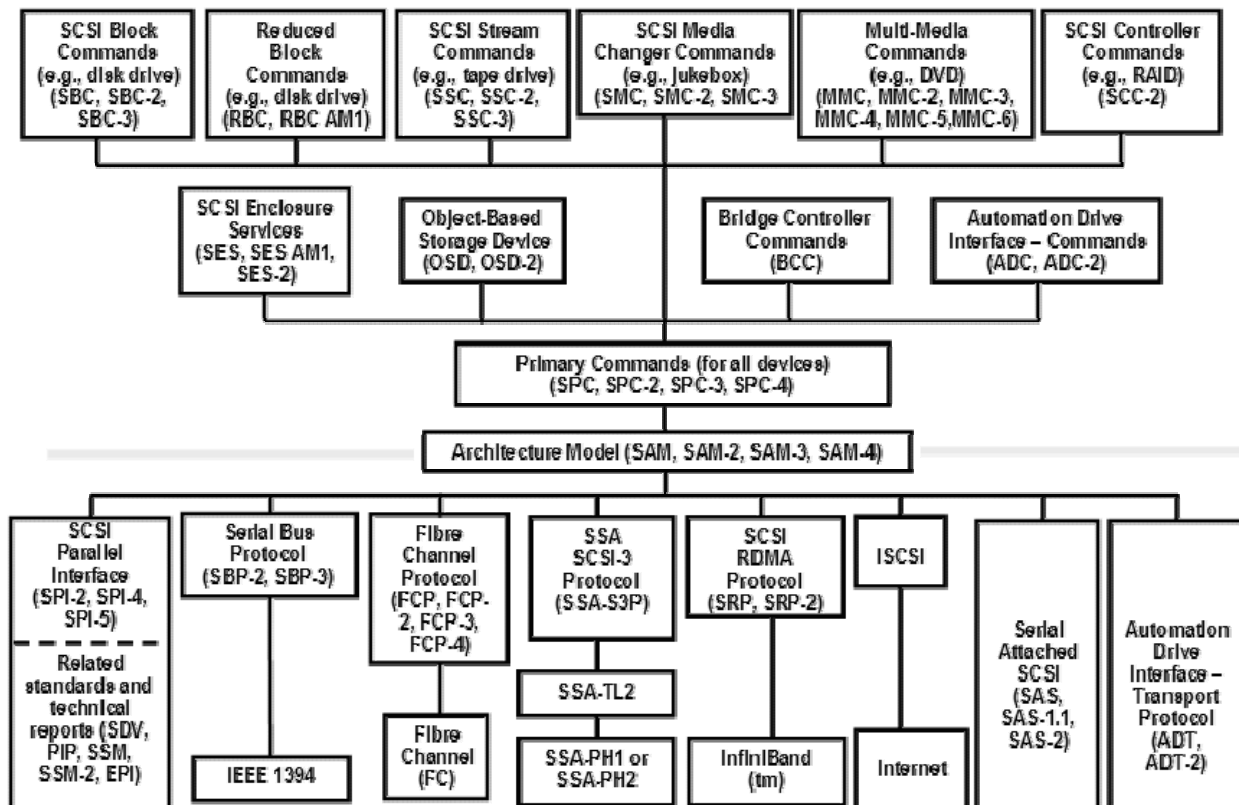 SCSI Block
Commands
(e.g., disk drive)
(SBC, SBC-2,
SBC-3)
Reduced
Block
Commands
(e.g., disk drive)
(RBC, RBC AM1)
SCSI Stream
Commands
(e.g., tape drive)
(SSC, SSC-2,
SSC-3)
SCSI Media
Changer Commands
(e.g., jukebox)
(SMC, SMC-2, SMC-3
Multi-Media
Commands
(e.g., DVD)
(MMC, MMC-2, MMC-3,
MMC-4, MMC-5,MMC-6)
SCSI Controller
Commands
(e.g., RAID)
(SCC-2)
SCSI Enclosure
Services
(SES, SES AM1,
SES-2)
Object-Based
Storage Device
(OSD, OSD-2)
Bridge Controller
Commands
(BCC)
Automation Drive
Interface – Commands
(ADC, ADC-2)
Primary Commands (for all devices)
(SPC, SPC-2, SPC-3, SPC-4)
Architecture Model (SAM, SAM-2, SAM-3, SAM-4)
SCSI
Parallel
Interface
(SPI-2, SPI-4,
SPI-5)
Related
standards and
technical
reports (SDV,
PIP, SSM,
SSM-2, EPI)
Serial Bus
Protocol
(SBP-2, SBP-3)
IEEE 1394
Fibre
Channel
Protocol
(FCP, FCP-
2, FCP-3,
FCP-4)
Fibre
Channel
(FC)
SSA
SCSI-3
Protocol
(SSA-S3P)
SSA-TL2
SSA-PH1 or
SSA-PH2
SCSI
RDMA
Protocol
(SRP, SRP-2)
InfiniBand
(tm)
iSCSI
Internet
Serial
Attached
SCSI
(SAS,
SAS-1.1,
SAS-2)
Automation
Drive
Interface –
Transport
Protocol
(ADT,
ADT-2)